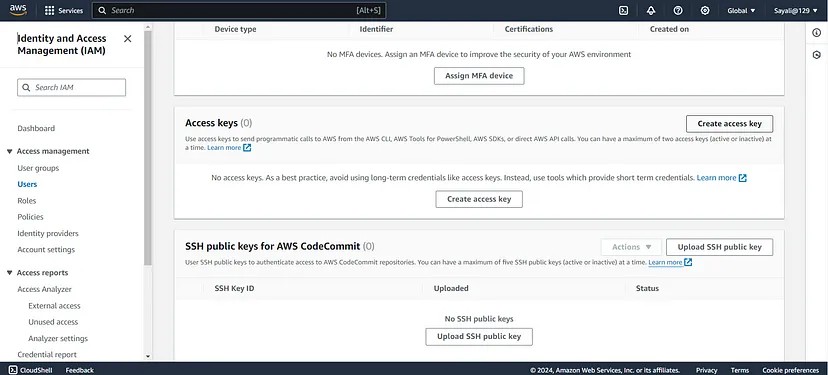 aws
Services
Search
[Alt+S]
Global
Sayali@129
Identity and Access
Management (IAM)
Search IAM
Dashboard
Access management
User groups
Users
Roles
Policies
Identity providers
Account settings
Access reports
Access Analyzer
External access
Unused access
Analyzer settings
Credential report
Device type
Identifier
Certifications
Created on
No MFA devices. Assign an MFA device to improve the security of your AWS environment
Assign MFA device
Access keys (0)
Create access key
Use access keys to send programmatic calls to AWS from the AWS CLI, AWS Tools for PowerShell, AWS SDKs, or direct AWS API calls. You can have a maximum of two access keys (active or inactive) at
a time. Learn more
No access keys. As a best practice, avoid using long-term credentials like access keys. Instead, use tools which provide short term credentials. Learn more
Create access key
SSH public keys for AWS CodeCommit (0)
Actions
Upload SSH public key
User SSH public keys to authenticate access to AWS CodeCommit repositories. You can have a maximum of five SSH public keys (active or inactive) at a time. Learn more
SSH Key ID
Uploaded
Status
No SSH public keys
Upload SSH public key
CloudShell
Feedback
© 2024, Amazon Web Services, Inc. or its affiliates.
Privacy
Terms
Cookie preferences